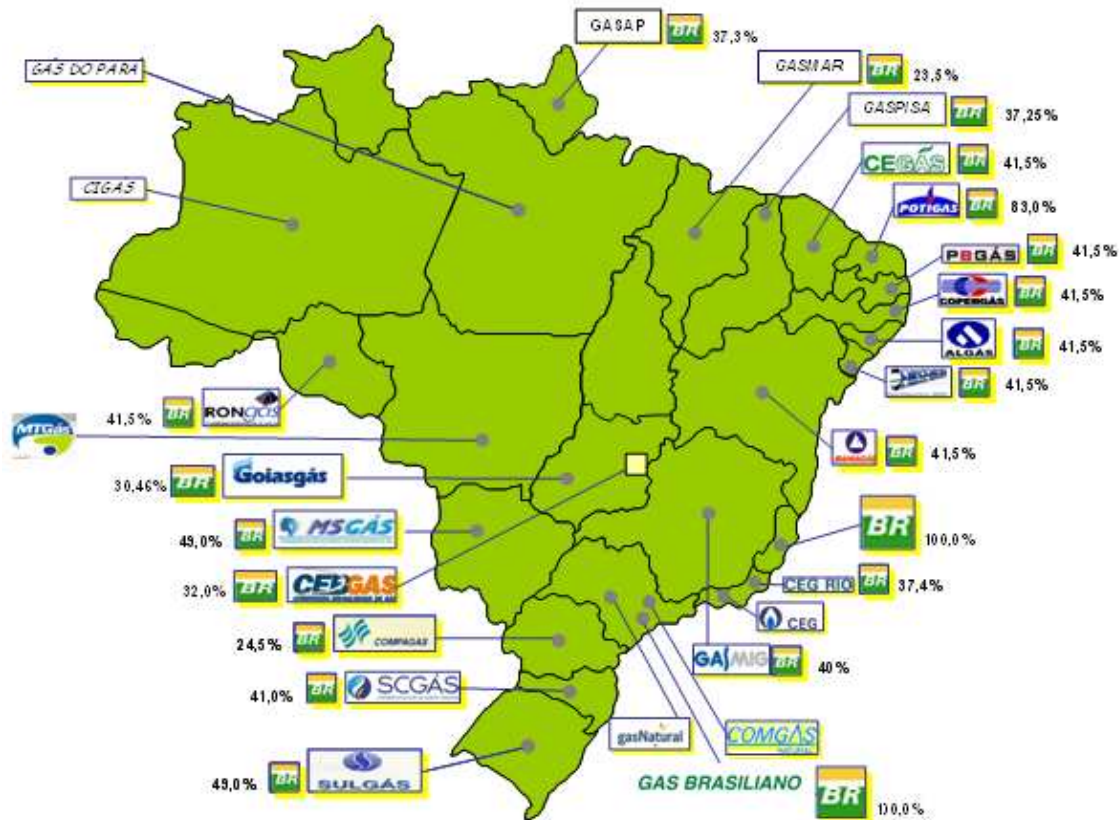 GASAP BR 37,3%
GÁS DO PARÁ
GASMAR BR 23,5%
GASPISA BR 37,25%
CEGÁS BR 41,5%
CIGÁS
POTIGAS BR 83,0%
PBGÁS BR 41,5%
COPERGÁS BR 41,5%
ALGÁS BR 41,5%
BR 41,5%
41,5% BR RONgás
MTGás
BR 41,5%
30,46% BR Goiasgás
BR 100,0%
49,0% BR MSGÁS
32,0% BR CEBGAS
CEG RIO BR 37,4%
CEG
24,5% BR COMPAGAS
GASMIG BR 40%
41,0% BR SCGÁS
gasNatural
COMGÁS
NATURAL
49,0% BR SULGÁS
GAS BRASILIANO BR 100,0%